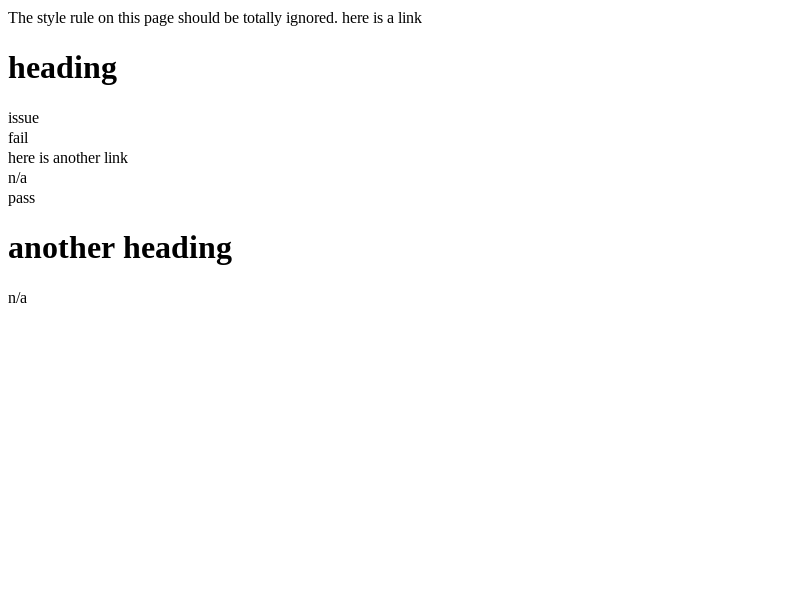 The style rule on this page should be totally ignored. here is a link
heading
issue
fail
here is another link
n/a
pass
another heading
n/a